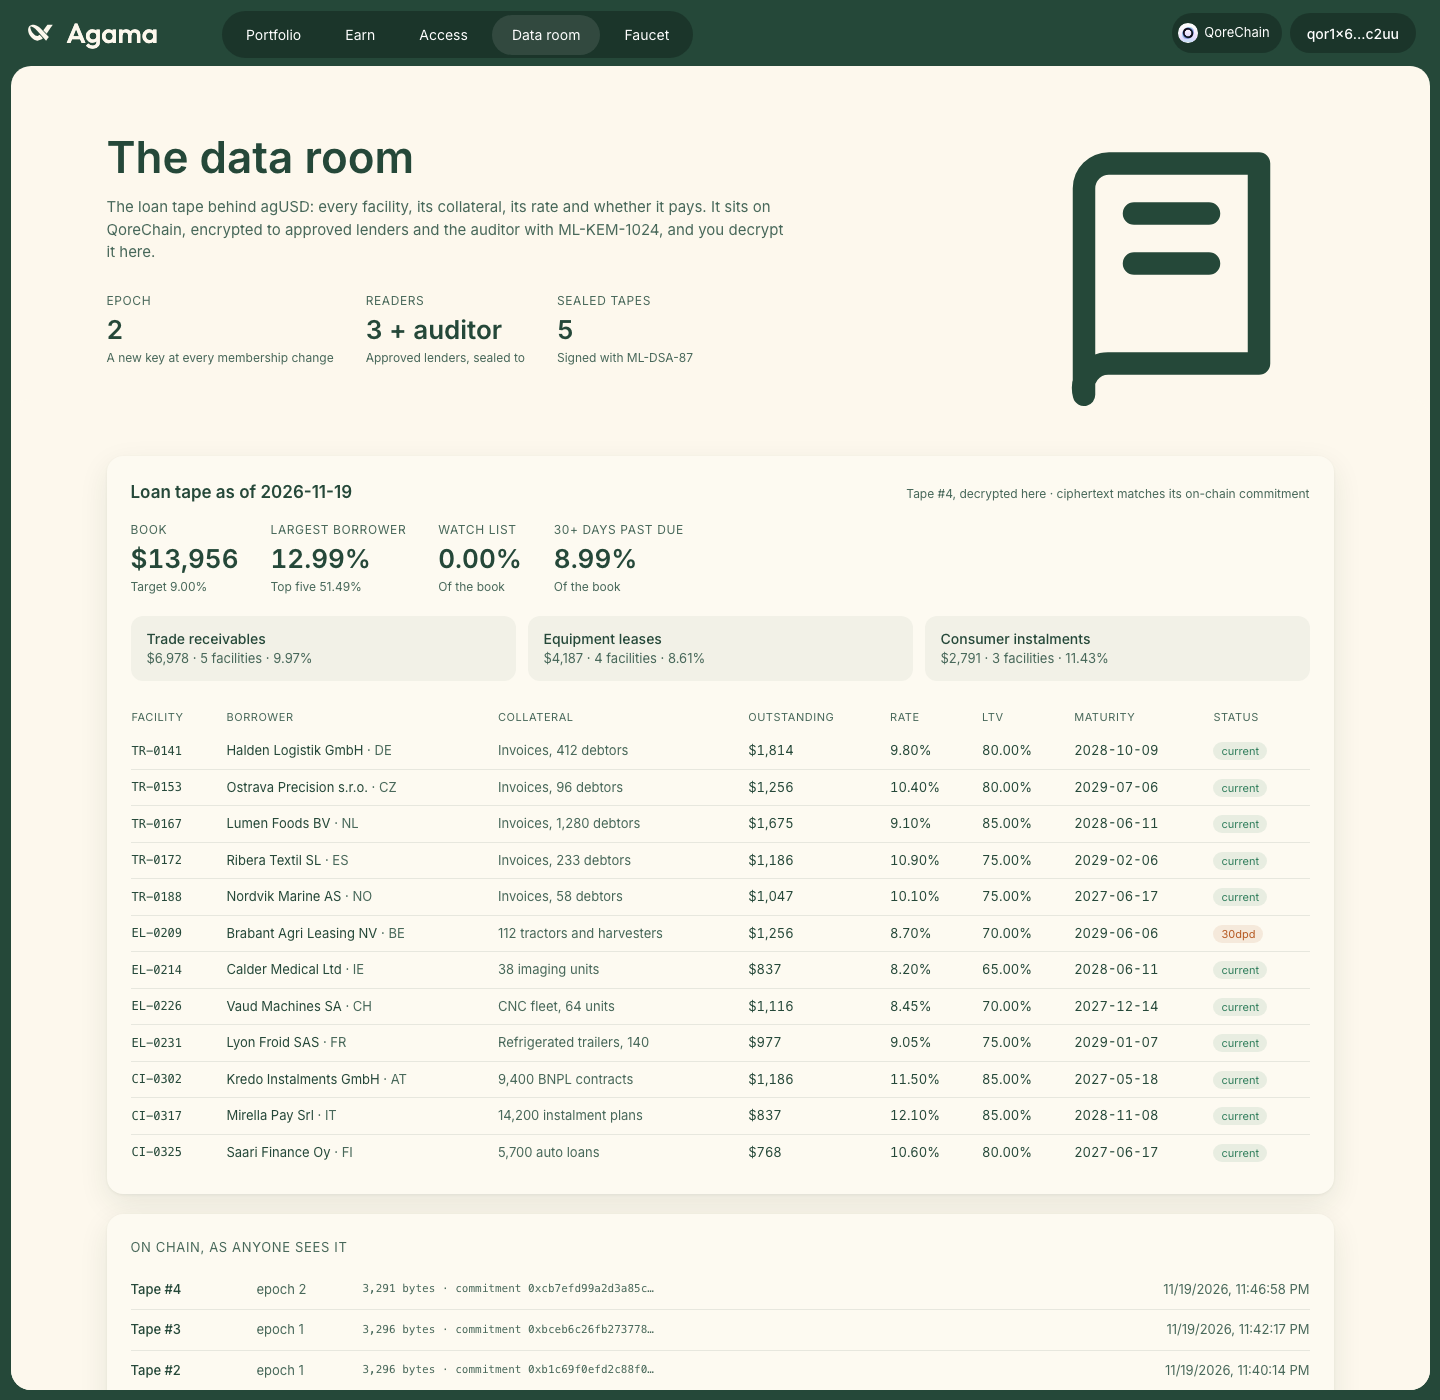 Agama
Portfolio Earn Access Data room Faucet
QoreChain qor1x6...c2uu
The data room
The loan tape behind agUSD: every facility, its collateral, its rate and whether it pays. It sits on
QoreChain, encrypted to approved lenders and the auditor with ML-KEM-1024, and you decrypt
it here.
EPOCH READERS SEALED TAPES
2 3 + auditor 5
A new key at every membership change Approved lenders, sealed to Signed with ML-DSA-87
Loan tape as of 2026-11-19 Tape #4, decrypted here · ciphertext matches its on-chain commitment
BOOK LARGEST BORROWER WATCH LIST 30+ DAYS PAST DUE
$13,956 12.99% 0.00% 8.99%
Target 9.00% Top five 51.49% Of the book Of the book
Trade receivables Equipment leases Consumer instalments
$6,978 · 5 facilities · 9.97% $4,187 · 4 facilities · 8.61% $2,791 · 3 facilities · 11.43%
FACILITY BORROWER COLLATERAL OUTSTANDING RATE LTV MATURITY STATUS
TR-0141 Halden Logistik GmbH · DE Invoices, 412 debtors $1,814 9.80% 80.00% 2028-10-09 current
TR-0153 Ostrava Precision s.r.o. · CZ Invoices, 96 debtors $1,256 10.40% 80.00% 2029-07-06 current
TR-0167 Lumen Foods BV · NL Invoices, 1,280 debtors $1,675 9.10% 85.00% 2028-06-11 current
TR-0172 Ribera Textil SL · ES Invoices, 233 debtors $1,186 10.90% 75.00% 2029-02-06 current
TR-0188 Nordvik Marine AS · NO Invoices, 58 debtors $1,047 10.10% 75.00% 2027-06-17 current
EL-0209 Brabant Agri Leasing NV · BE 112 tractors and harvesters $1,256 8.70% 70.00% 2029-06-06 30dpd
EL-0214 Calder Medical Ltd · IE 38 imaging units $837 8.20% 65.00% 2028-06-11 current
EL-0226 Vaud Machines SA · CH CNC fleet, 64 units $1,116 8.45% 70.00% 2027-12-14 current
EL-0231 Lyon Froid SAS · FR Refrigerated trailers, 140 $977 9.05% 75.00% 2029-01-07 current
CI-0302 Kredo Instalments GmbH · AT 9,400 BNPL contracts $1,186 11.50% 85.00% 2027-05-18 current
CI-0317 Mirella Pay Srl · IT 14,200 instalment plans $837 12.10% 85.00% 2028-11-08 current
CI-0325 Saari Finance Oy · FI 5,700 auto loans $768 10.60% 80.00% 2027-06-17 current
ON CHAIN, AS ANYONE SEES IT
Tape #4 epoch 2 3,291 bytes · commitment 0xcb7efd99a2d3a85c… 11/19/2026, 11:46:58 PM
Tape #3 epoch 1 3,296 bytes · commitment 0xbceb6c26fb273778… 11/19/2026, 11:42:17 PM
Tape #2 epoch 1 3,296 bytes · commitment 0xb1c69f0efd2c88f0… 11/19/2026, 11:40:14 PM